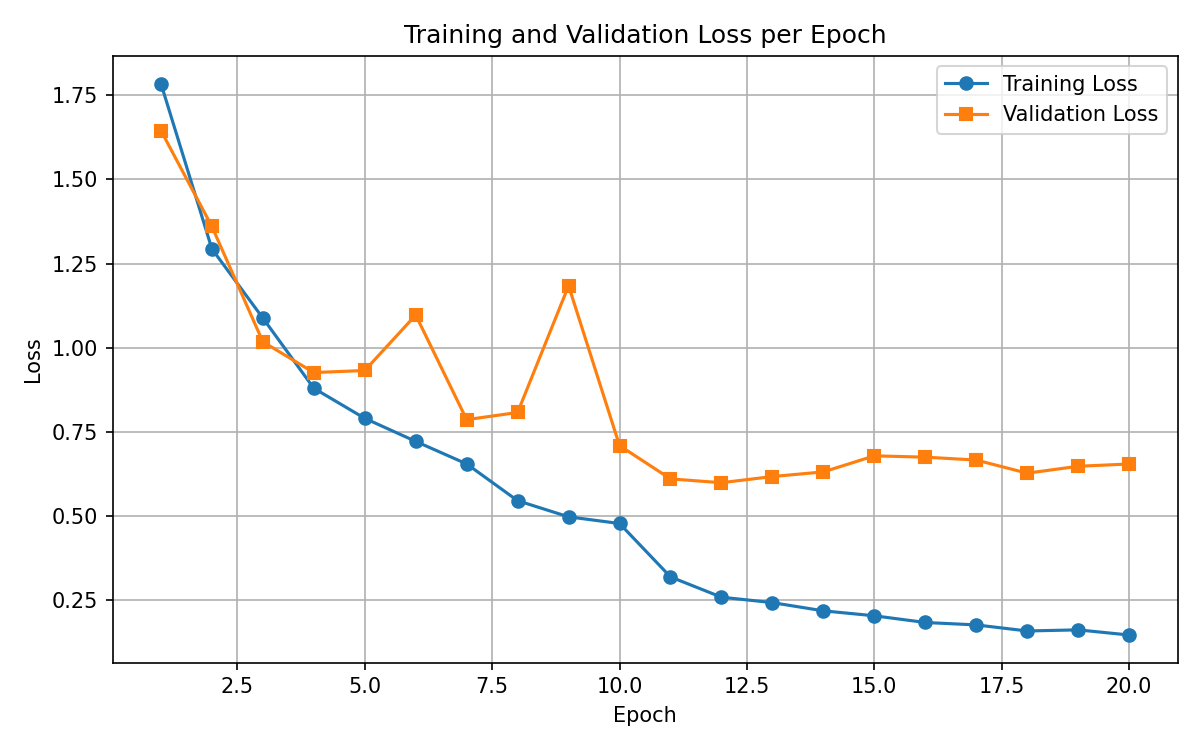 Training and Validation Loss per Epoch
Training Loss
Validation Loss
1.75
1.50
1.25
1.00
0.75
0.50
0.25
Loss
2.5 5.0 7.5 10.0 12.5 15.0 17.5 20.0
Epoch